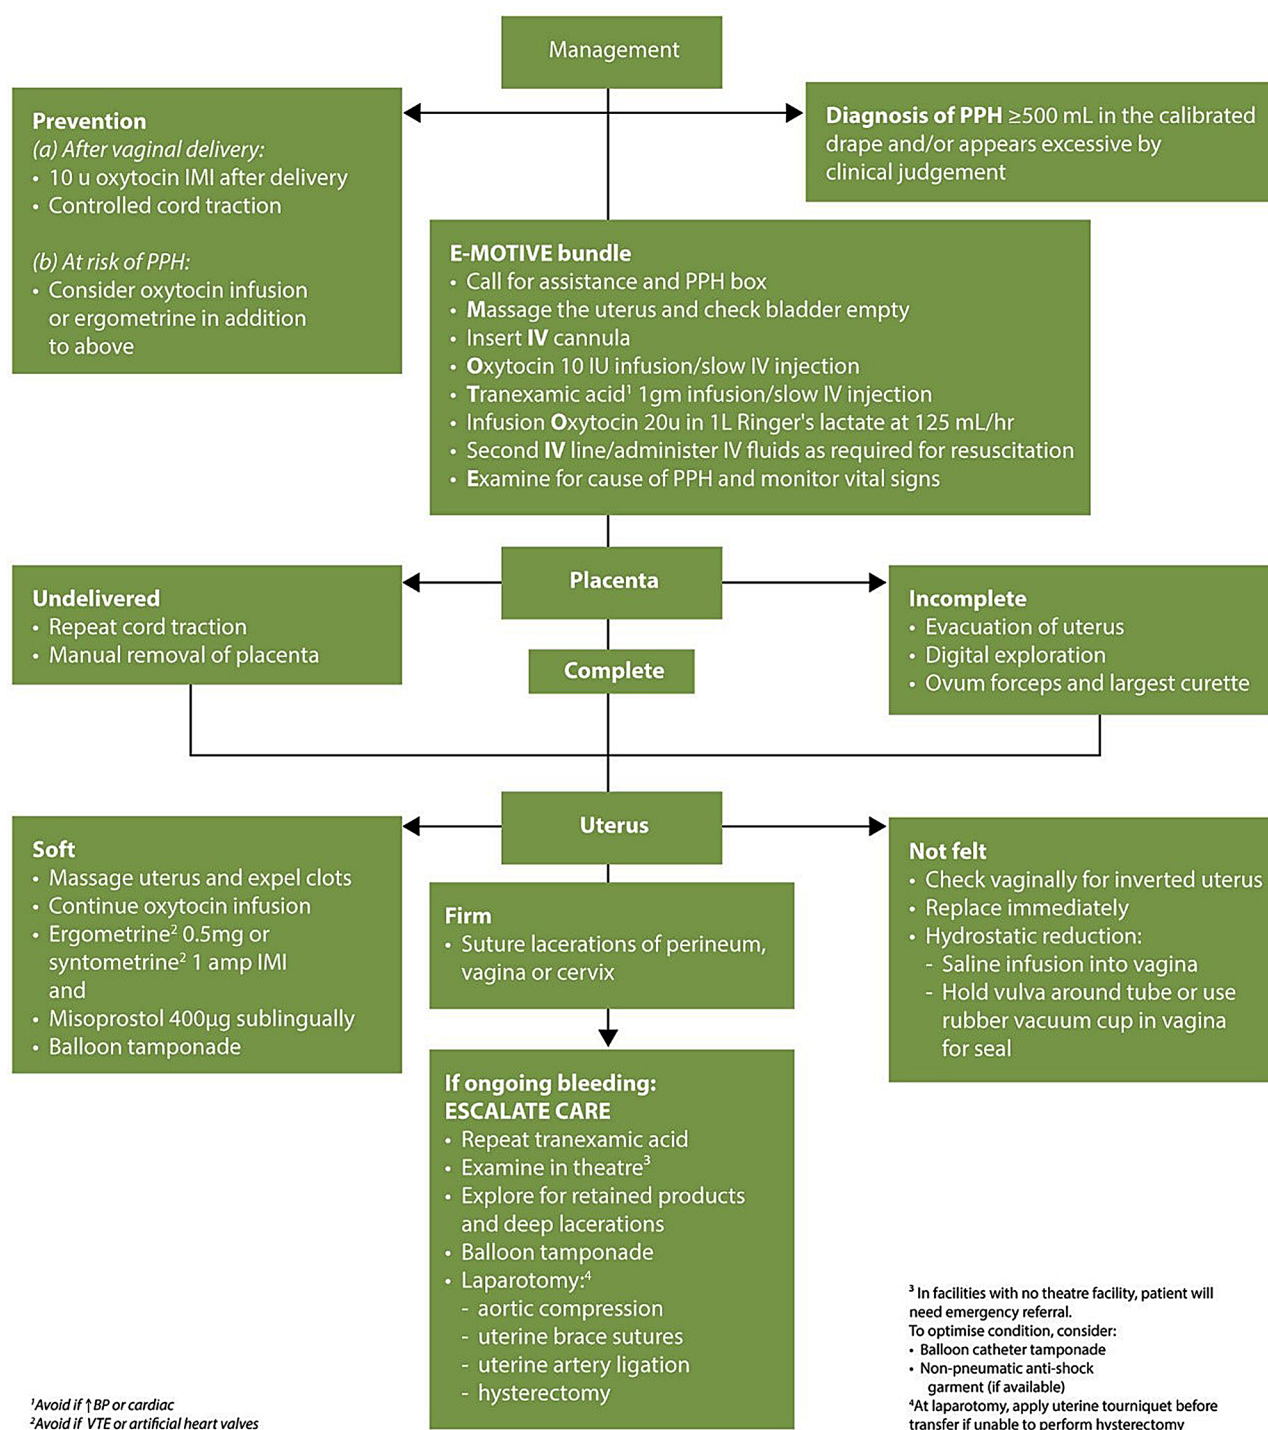 Management
Prevention
(a) After vaginal delivery:
• 10 u oxytocin IMI after delivery
• Controlled cord traction
(b) At risk of PPH:
• Consider oxytocin infusion
or ergometrine in addition
to above
Diagnosis of PPH ≥500 mL in the calibrated
drape and/or appears excessive by
clinical judgement
E-MOTIVE bundle
• Call for assistance and PPH box
• Massage the uterus and check bladder empty
• Insert IV cannula
• Oxytocin 10 IU infusion/slow IV injection
• Tranexamic acid¹ 1gm infusion/slow IV injection
• Infusion Oxytocin 20u in 1L Ringer's lactate at 125 mL/hr
• Second IV line/administer IV fluids as required for resuscitation
• Examine for cause of PPH and monitor vital signs
Placenta
Undelivered
• Repeat cord traction
• Manual removal of placenta
Complete
Incomplete
• Evacuation of uterus
• Digital exploration
• Ovum forceps and largest curette
Uterus
Soft
• Massage uterus and expel clots
• Continue oxytocin infusion
• Ergometrine² 0.5mg or
syntometrine² 1 amp IMI
and
• Misoprostol 400µg sublingually
• Balloon tamponade
Firm
• Suture lacerations of perineum,
vagina or cervix
Not felt
• Check vaginally for inverted uterus
• Replace immediately
• Hydrostatic reduction:
- Saline infusion into vagina
- Hold vulva around tube or use
rubber vacuum cup in vagina
for seal
If ongoing bleeding:
ESCALATE CARE
• Repeat tranexamic acid
• Examine in theatre³
• Explore for retained products
and deep lacerations
• Balloon tamponade
• Laparotomy:⁴
- aortic compression
- uterine brace sutures
- uterine artery ligation
- hysterectomy
¹Avoid if ↑BP or cardiac
²Avoid if VTE or artificial heart valves
³ In facilities with no theatre facility, patient will
need emergency referral.
To optimise condition, consider:
• Balloon catheter tamponade
• Non-pneumatic anti-shock
garment (if available)
⁴At laparotomy, apply uterine tourniquet before
transfer if unable to perform hysterectomy